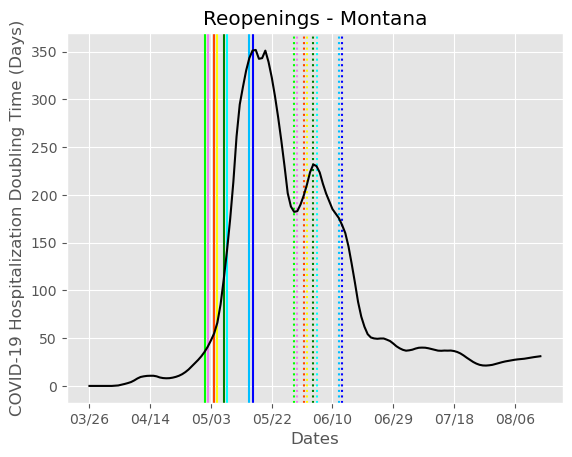 Reopenings - Montana
COVID-19 Hospitalization Doubling Time (Days)
350
300
250
200
150
100
50
0
03/26 04/14 05/03 05/22 06/10 06/29 07/18 08/06
Dates